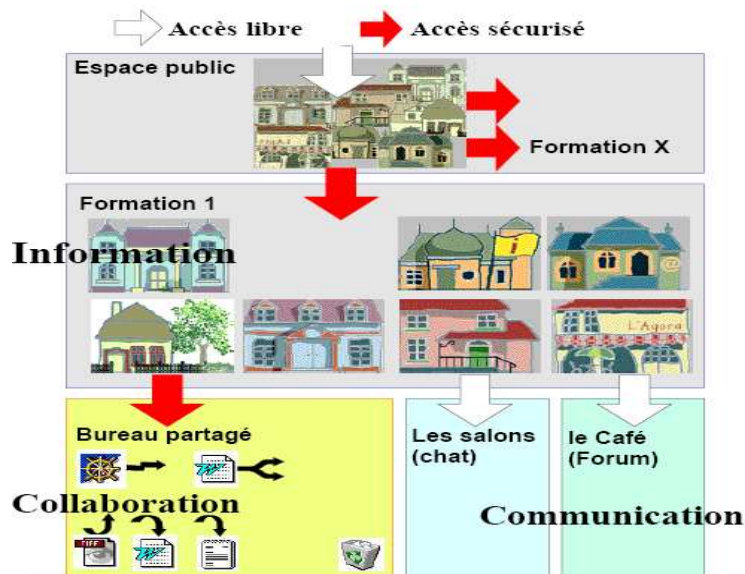 Accès libre
Accès sécurisé
Espace public
Formation X
Formation 1
Information
L'Agora
Bureau partagé
Les salons
(chat)
le Café
(Forum)
Collaboration
Communication
TIFF